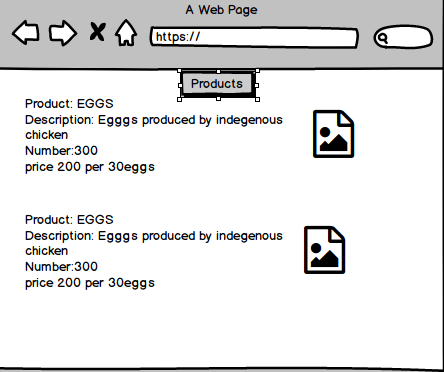 A Web Page
https://
Products
Product: EGGS
Description: Egggs produced by indegenous
chicken
Number:300
price 200 per 30eggs
Product: EGGS
Description: Egggs produced by indegenous
chicken
Number:300
price 200 per 30eggs